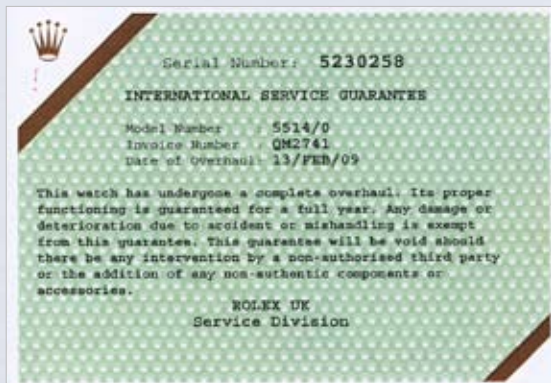 Serial Number: 5230258
INTERNATIONAL SERVICE GUARANTEE
Model Number : 5514/0
Invoice Number : QM2741
Date of Overhaul: 13/FEB/09
This watch has undergone a complete overhaul. Its proper
functioning is guaranteed for a full year. Any damage or
deterioration due to accident or mishandling is exempt
from this guarantee. This guarantee will be void should
there be any intervention by a non-authorised third party
or the addition of any non-authentic components or
accessories.
ROLEX UK
Service Division